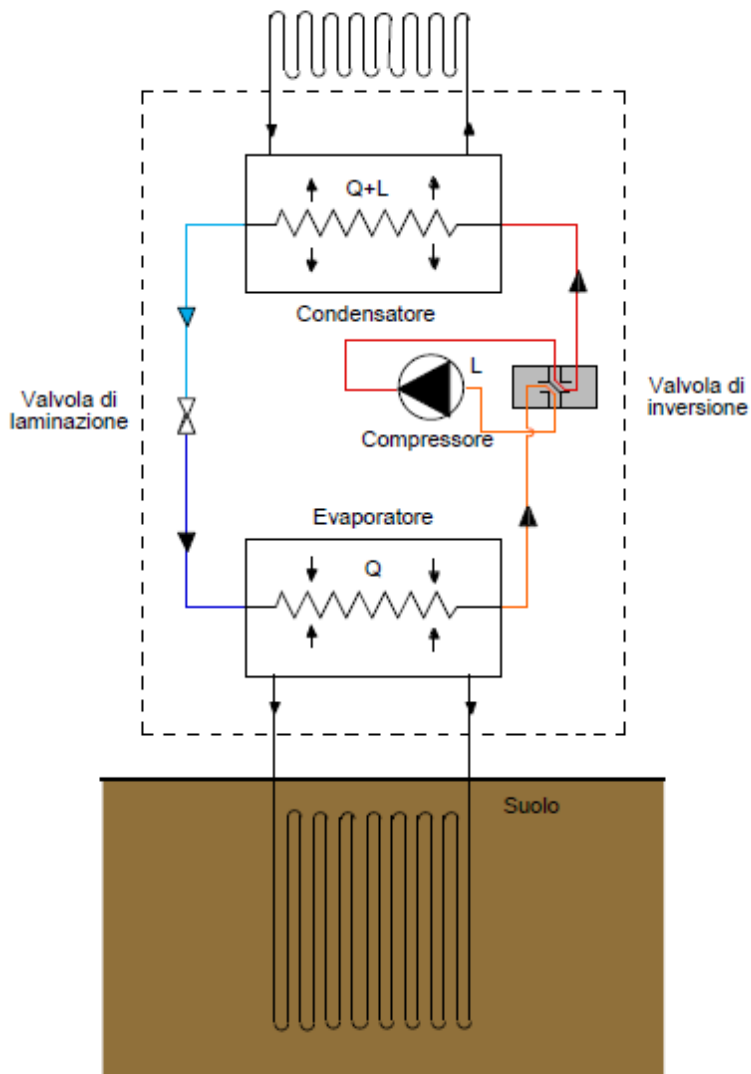 Q+L
Condensatore
L
Valvola di
laminazione
Valvola di
inversione
Compressore
Evaporatore
Q
Suolo